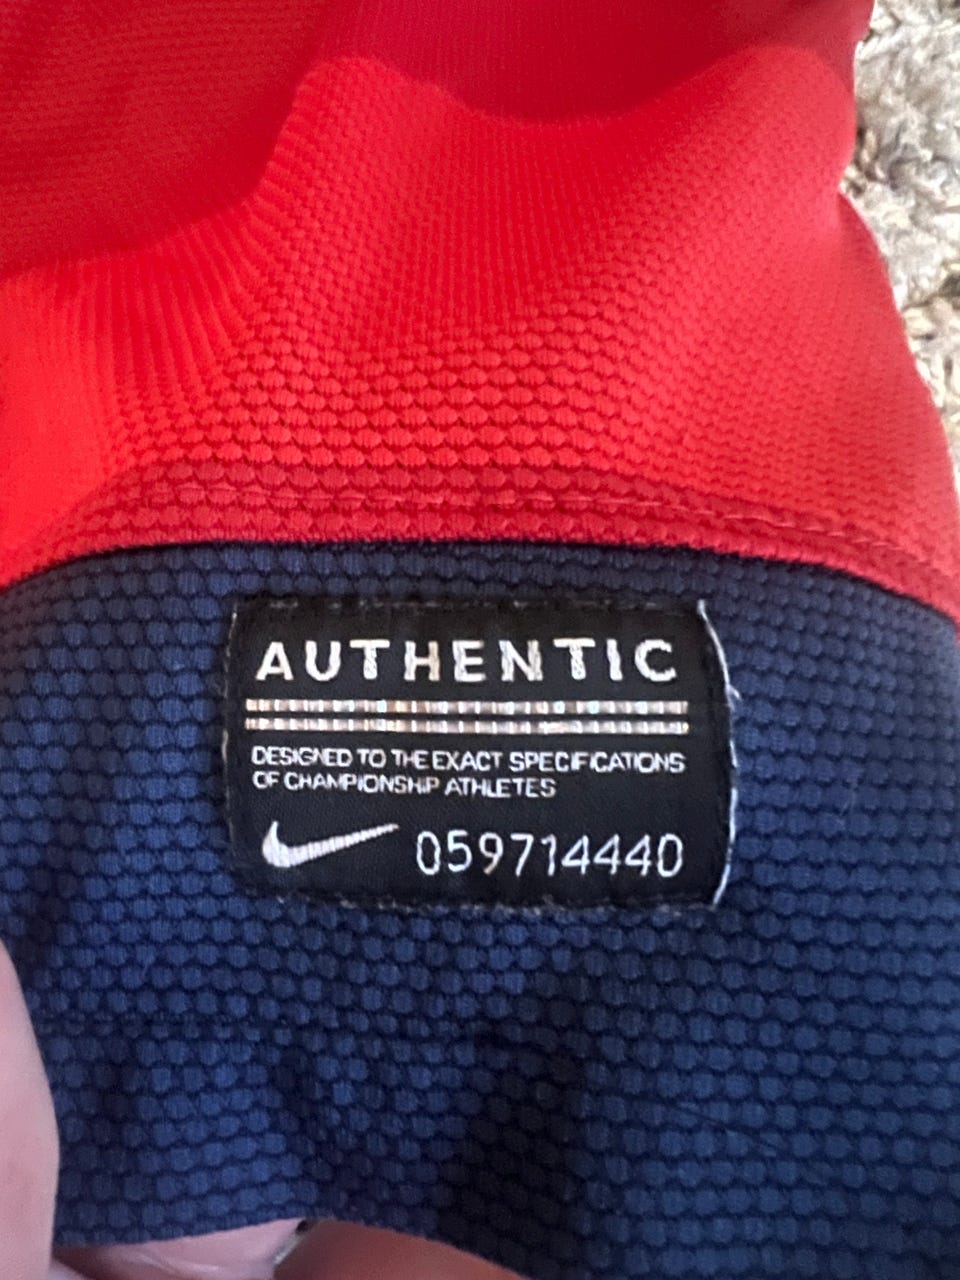 AUTHENTIC
DESIGNED TO THE EXACT SPECIFICATIONS
OF CHAMPIONSHIP ATHLETES
059714440